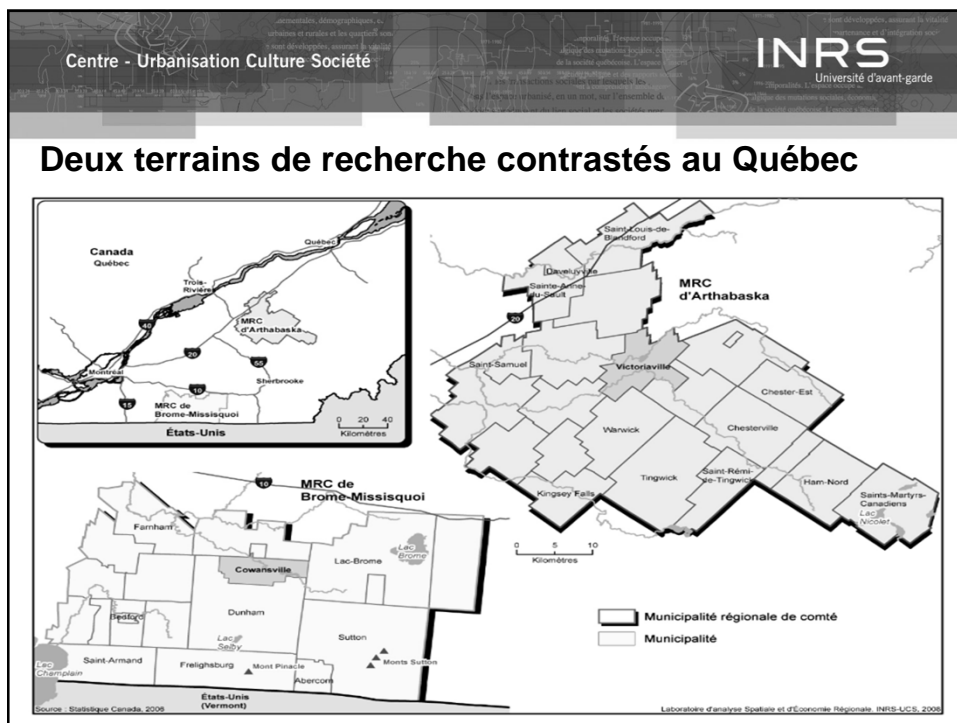 Centre - Urbanisation Culture Société
INRS
Université d'avant-garde
Deux terrains de recherche contrastés au Québec
Canada
Québec
Québec
Trois-
Rivières
MRC
d'Arthabaska
40
20
55
Montréal
Sherbrooke
10
15
MRC de
Brome-Missisquoi
États-Unis
0 20 40
Kilomètres
Saint-Louis-de-
Blandford
Daveluyville
Sainte-Anne-
du-Sault
MRC
d'Arthabaska
20
Saint-Samuel
Victoriaville
Chester-Est
Warwick
Chesterville
Tingwick
Saint-Rémi-
de-Tingwick
Ham-Nord
Kingsey Falls
Saints-Martyrs-
Canadiens
Lac
Nicolet
0 5 10
Kilomètres
10
MRC de
Brome-Missisquoi
Farnham
Lac-Brome
Lac
Brome
Cowansville
Bedford
Dunham
Lac
Selby
Sutton
Saint-Armand
Frelighsburg
Mont Pinacle
Monts Sutton
Abercorn
Lac
Champlain
États-Unis
(Vermont)
Municipalité régionale de comté
Municipalité
Source : Statistique Canada, 2006
Laboratoire d'analyse Spatiale et d'Économie Régionale. INRS-UCS, 2008